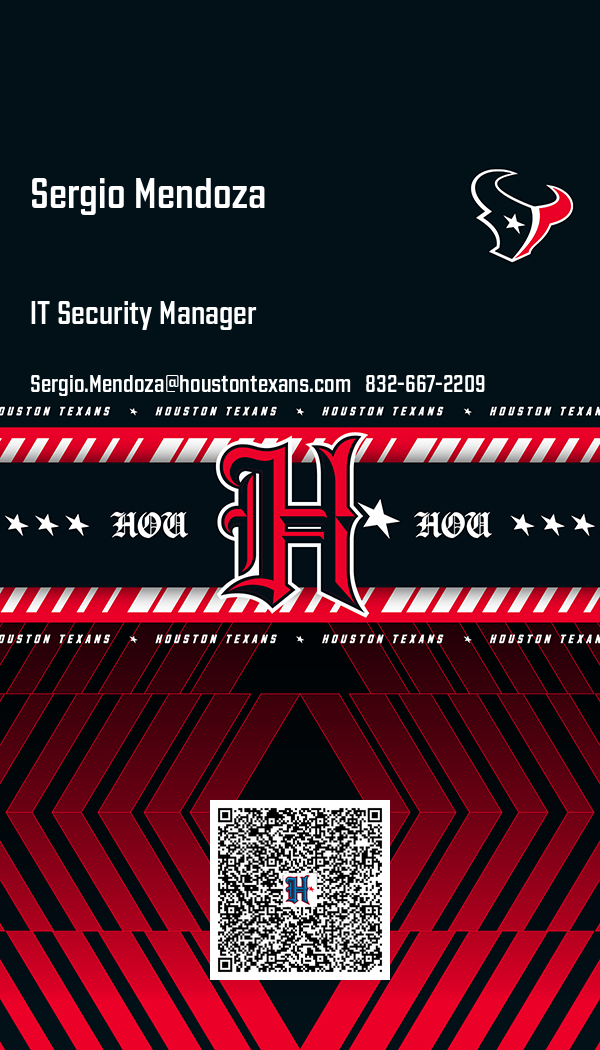 Sergio Mendoza
IT Security Manager
Sergio.Mendoza@houstontexans.com 832-667-2209
OUSTON TEXANS HOUSTON TEXANS HOUSTON TEXANS HOUSTON TEXAN
HOU H HOU
OUSTON TEXANS HOUSTON TEXANS HOUSTON TEXANS HOUSTON TEXAN
H